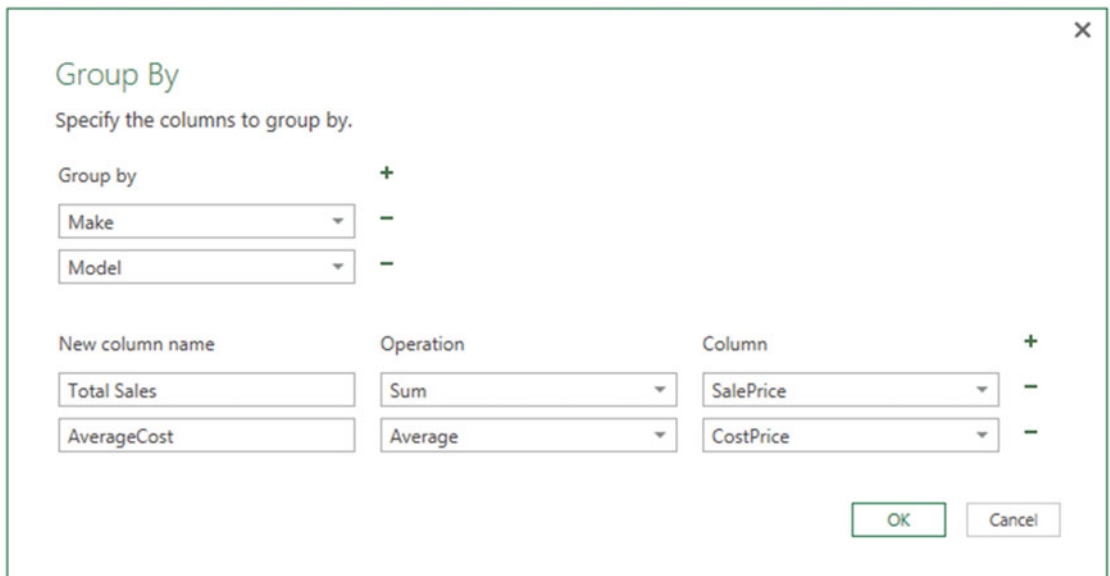 Group By
Specify the columns to group by.
Group by +
Make −
Model −
New column name Operation Column +
Total Sales Sum SalePrice −
AverageCost Average CostPrice −
OK Cancel